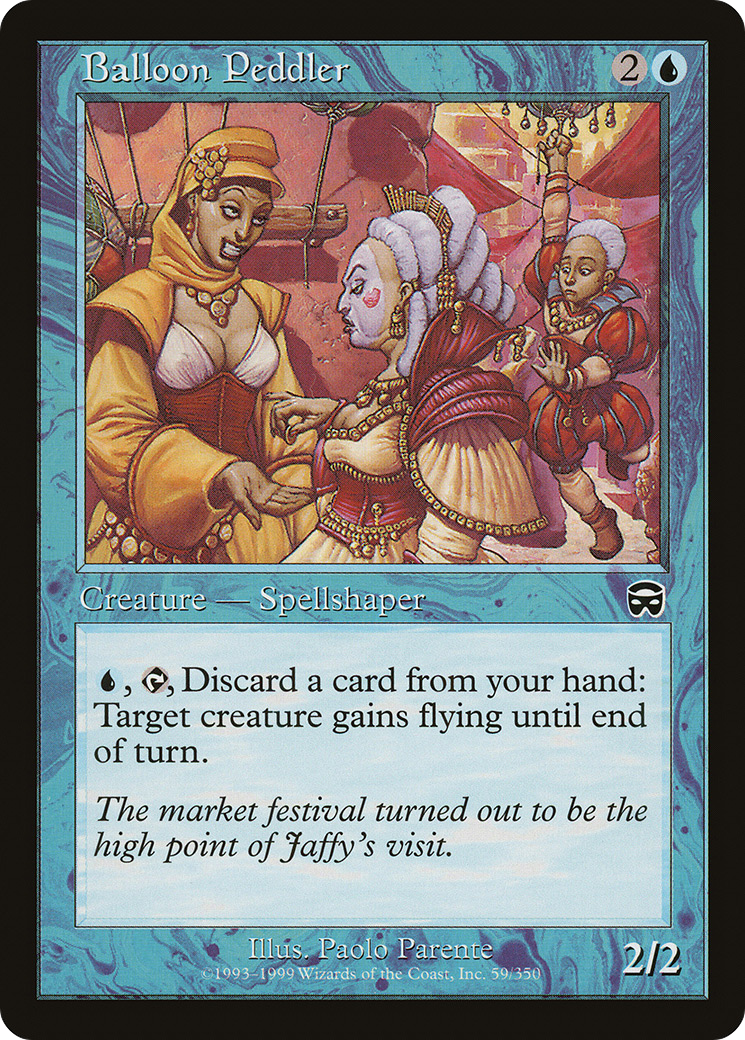 Balloon Peddler 2
Creature — Spellshaper
, , Discard a card from your hand:
Target creature gains flying until end
of turn.
The market festival turned out to be the
high point of Jaffy's visit.
Illus. Paolo Parente
©1993–1999 Wizards of the Coast, Inc. 59/350
2/2